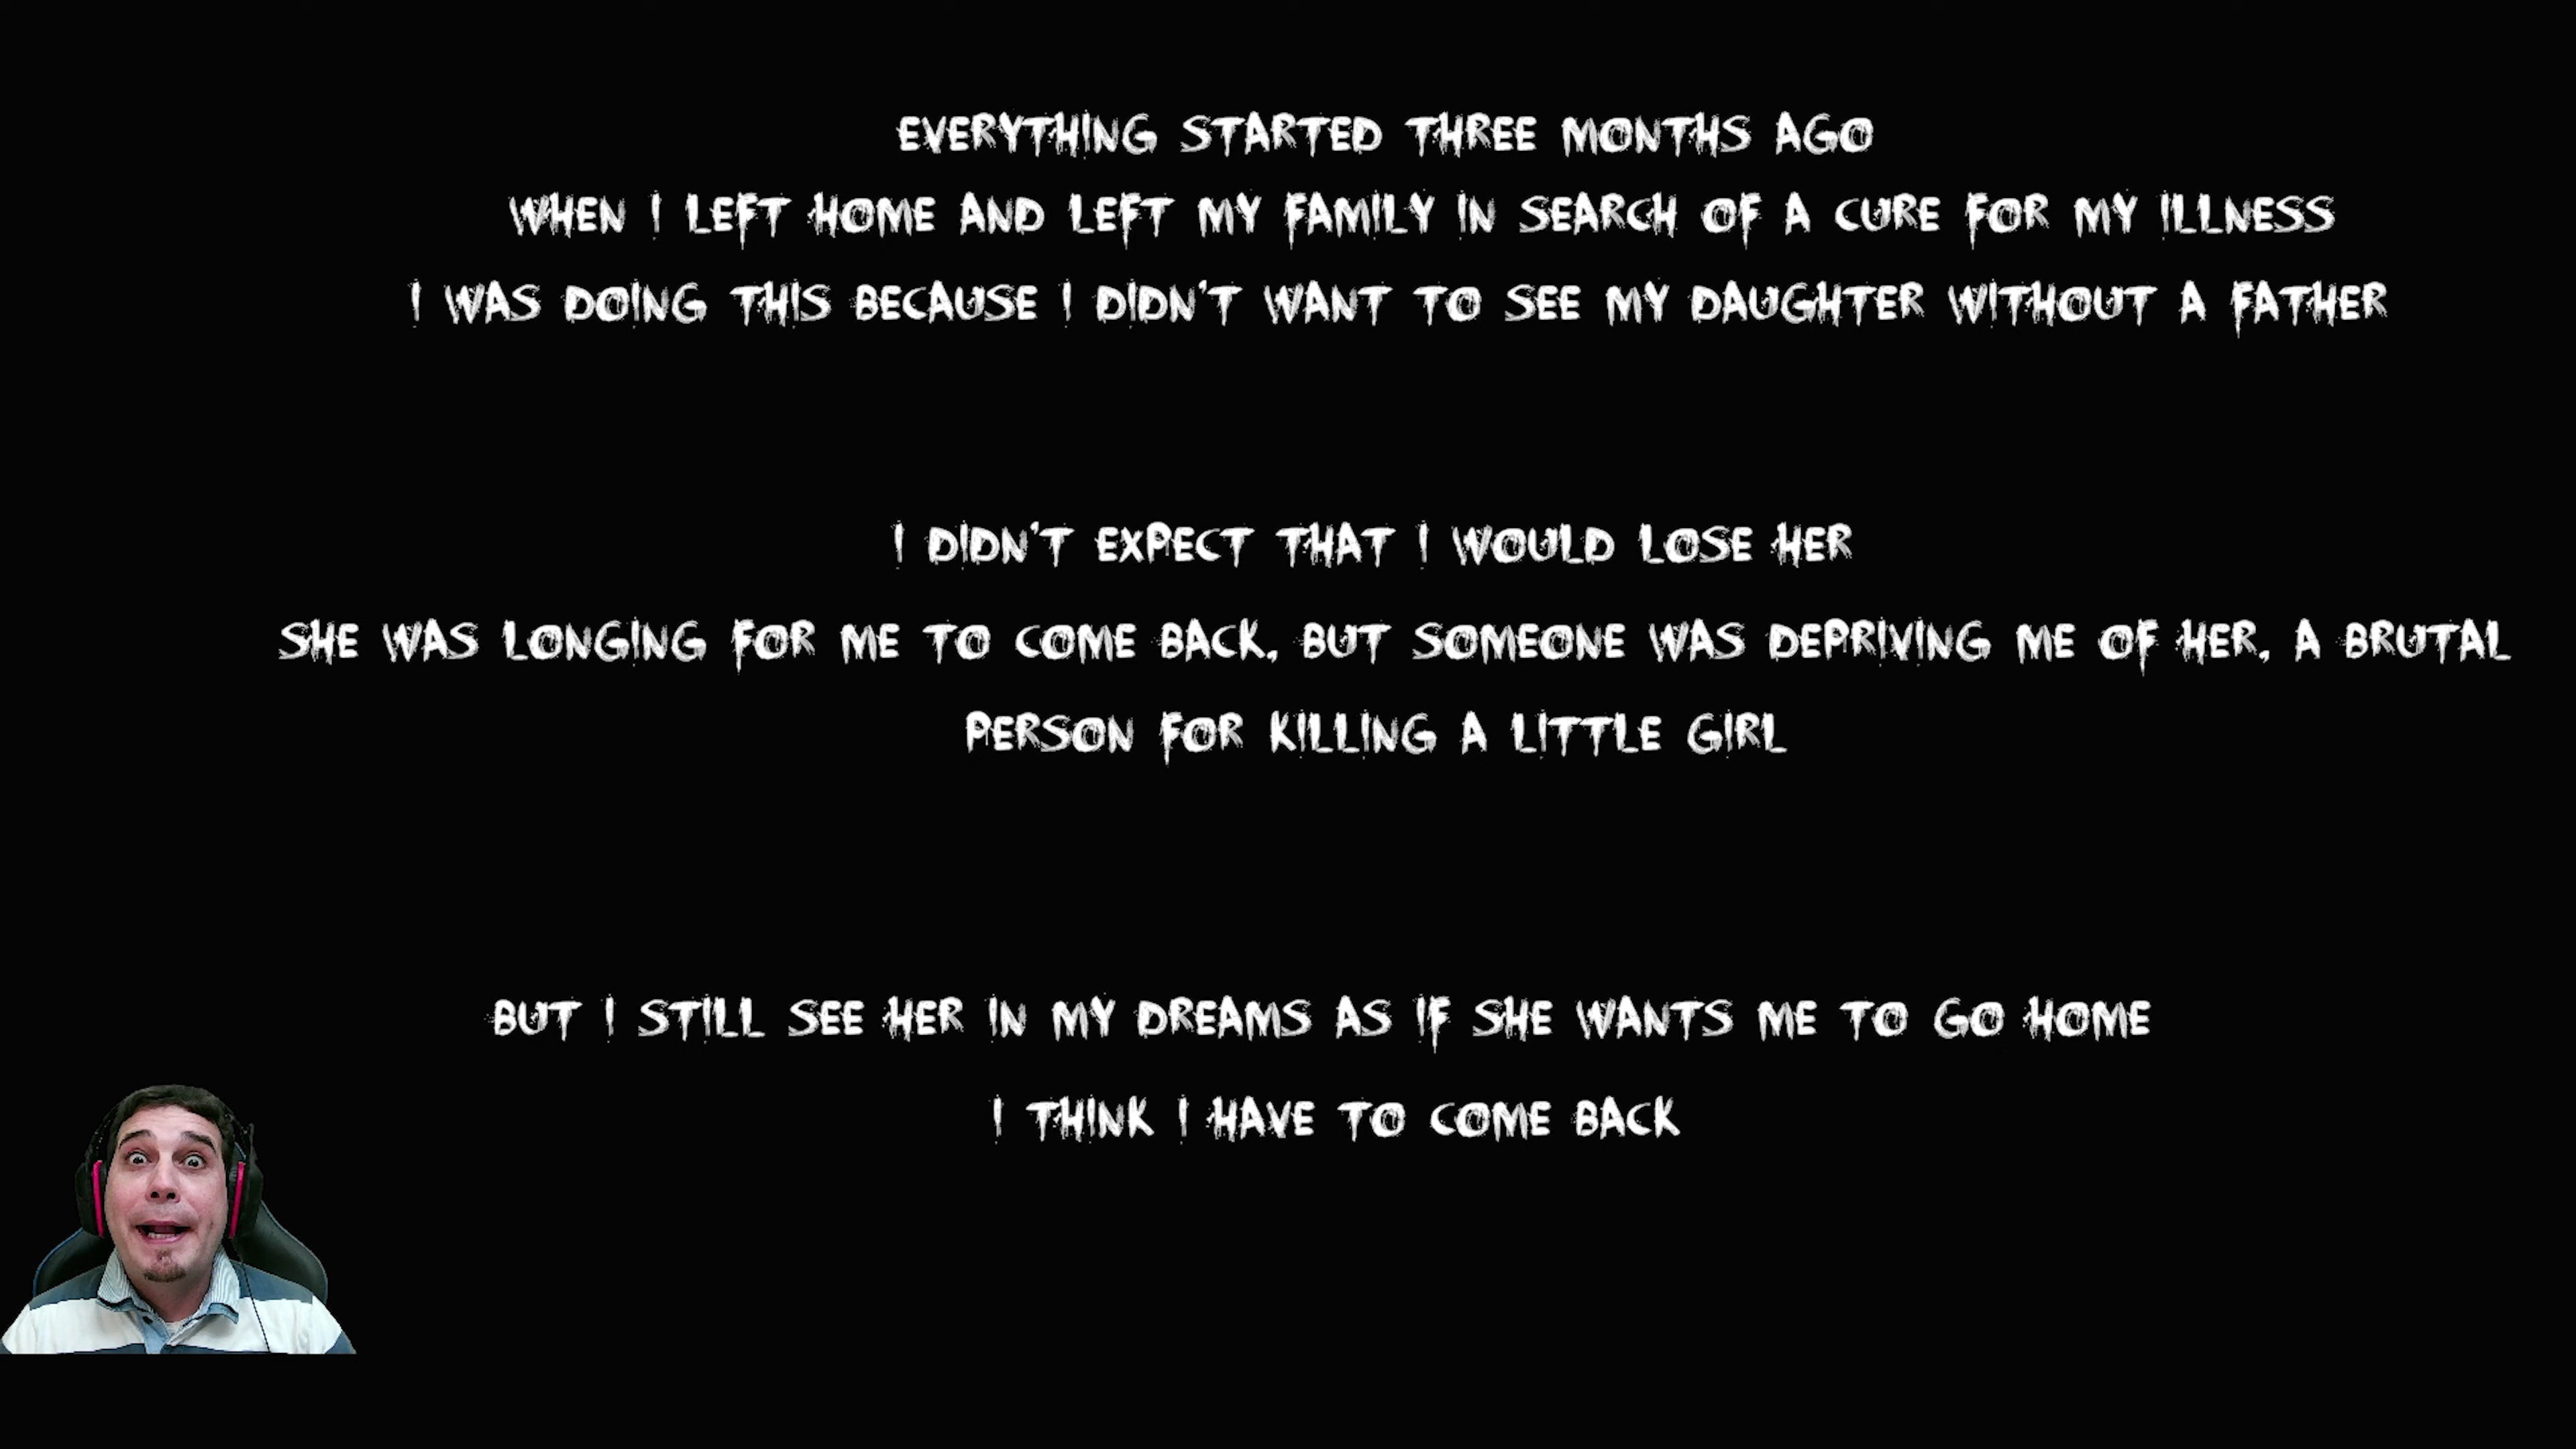 EVERYTHING STARTED THREE MONTHS AGO
WHEN I LEFT HOME AND LEFT MY FAMILY IN SEARCH OF A CURE FOR MY ILLNESS
I WAS DOING THIS BECAUSE I DIDN'T WANT TO SEE MY DAUGHTER WITHOUT A FATHER
I DIDN'T EXPECT THAT I WOULD LOSE HER
SHE WAS LONGING FOR ME TO COME BACK, BUT SOMEONE WAS DEPRIVING ME OF HER, A BRUTAL
PERSON FOR KILLING A LITTLE GIRL
BUT I STILL SEE HER IN MY DREAMS AS IF SHE WANTS ME TO GO HOME
I THINK I HAVE TO COME BACK